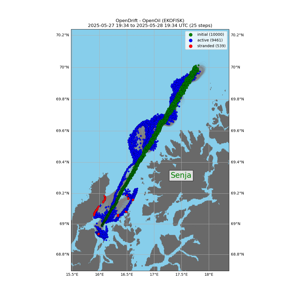 OpenDrift - OpenOil (EKOFISK)
2025-05-27 19:34 to 2025-05-28 19:34 UTC (25 steps)
initial (10000)
active (9461)
stranded (539)
70.2°N
70.2°N
70°N
70°N
69.8°N
69.8°N
69.6°N
69.6°N
69.4°N
69.4°N
Senja
69.2°N
69.2°N
69°N
69°N
68.8°N
68.8°N
15.5°E
16°E
16.5°E
17°E
17.5°E
18°E